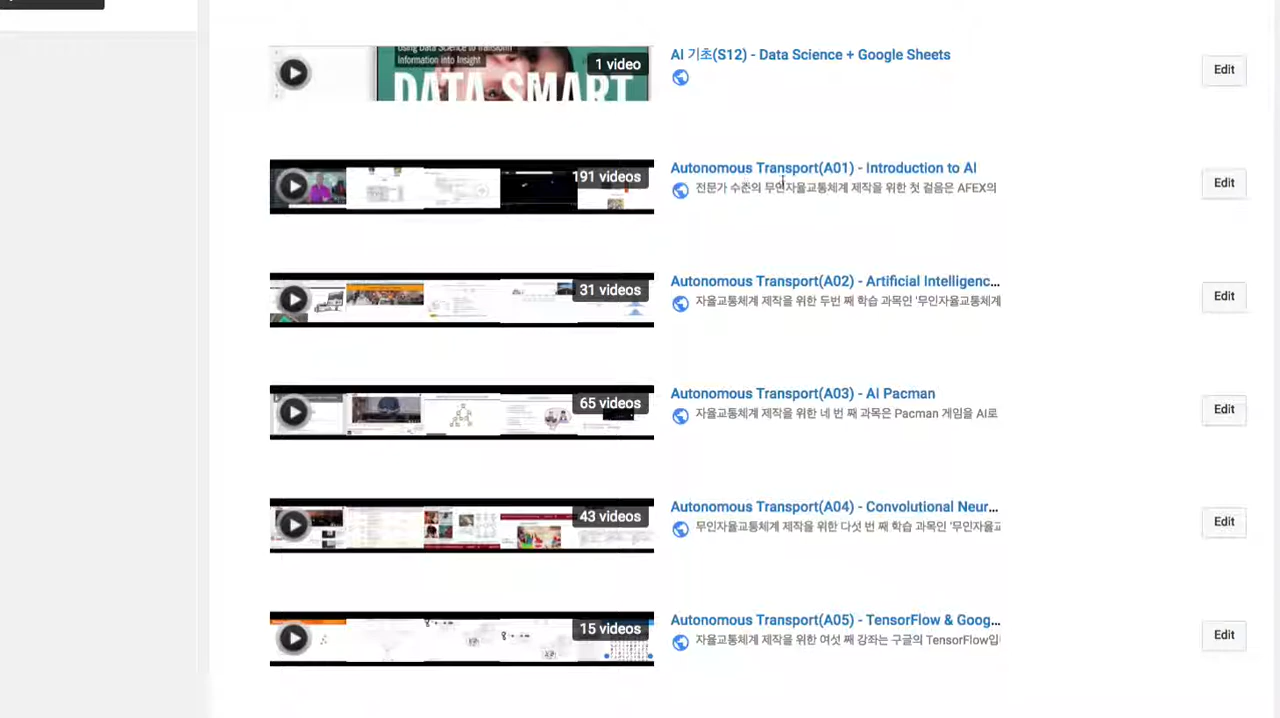 Using Data Science to Transform
Information into Insight
DATA SMART
1 video
AI 기초(S12) - Data Science + Google Sheets
Edit
191 videos
Autonomous Transport(A01) - Introduction to AI
전문가 수준의 무인자율교통체계 제작을 위한 첫 걸음은 AFEX의
Edit
31 videos
Autonomous Transport(A02) - Artificial Intelligenc...
자율교통체계 제작을 위한 두번 째 학습 과목인 '무인자율교통체계
Edit
65 videos
Autonomous Transport(A03) - AI Pacman
자율교통체계 제작을 위한 네 번 째 과목은 Pacman 게임을 AI로
Edit
43 videos
Autonomous Transport(A04) - Convolutional Neur...
무인자율교통체계 제작을 위한 다섯 번 째 학습 과목인 '무인자율교
Edit
15 videos
Autonomous Transport(A05) - TensorFlow & Goog...
자율교통체계 제작을 위한 여섯 째 강좌는 구글의 TensorFlow입
Edit